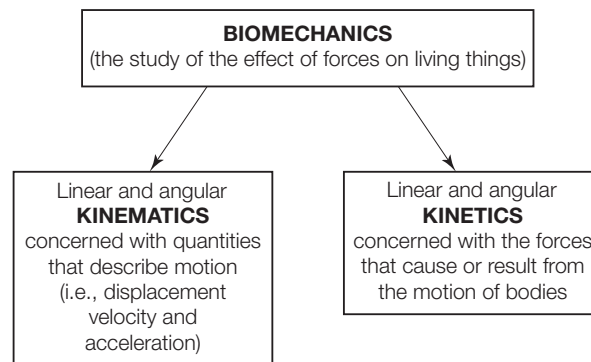 BIOMECHANICS
(the study of the effect of forces on living things)
Linear and angular
KINEMATICS
concerned with quantities
that describe motion
(i.e., displacement
velocity and
acceleration)
Linear and angular
KINETICS
concerned with the forces
that cause or result from
the motion of bodies